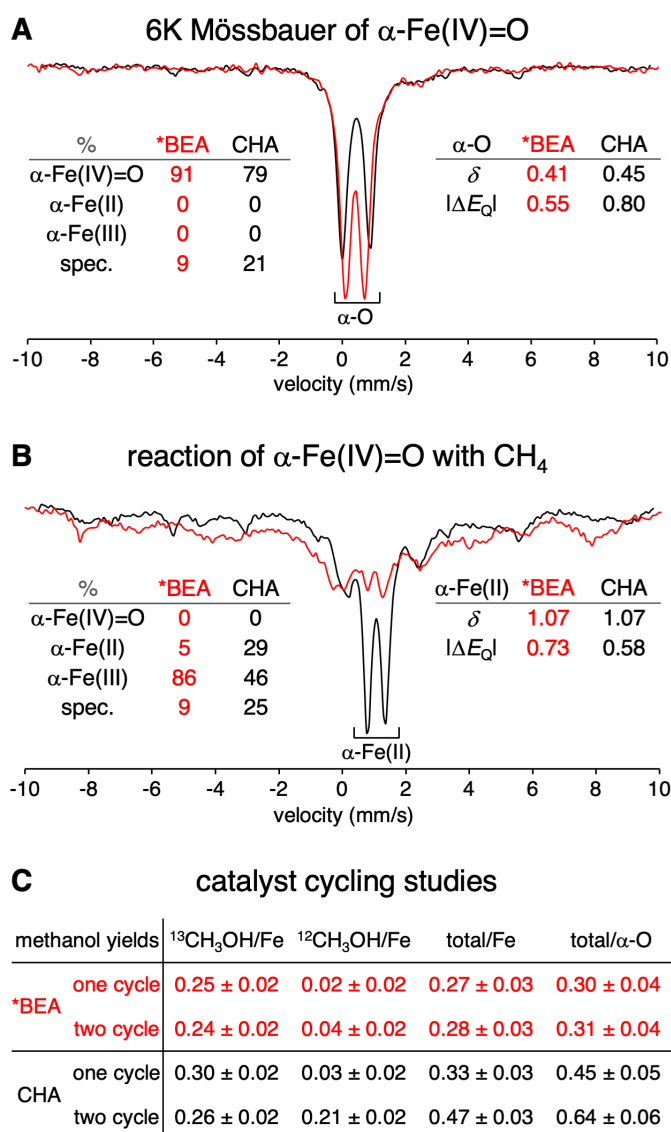 A 6K Mössbauer of α-Fe(IV)=O
% *BEA CHA
α-Fe(IV)=O 91 79
α-Fe(II) 0 0
α-Fe(III) 0 0
spec. 9 21
α-O *BEA CHA
δ 0.41 0.45
|ΔE_Q| 0.55 0.80
α-O
-10 -8 -6 -4 -2 0 2 4 6 8 10
velocity (mm/s)
B reaction of α-Fe(IV)=O with CH₄
% *BEA CHA
α-Fe(IV)=O 0 0
α-Fe(II) 5 29
α-Fe(III) 86 46
spec. 9 25
α-Fe(II) *BEA CHA
δ 1.07 1.07
|ΔE_Q| 0.73 0.58
α-Fe(II)
-10 -8 -6 -4 -2 0 2 4 6 8 10
velocity (mm/s)
C catalyst cycling studies
methanol yields ¹³CH₃OH/Fe ¹²CH₃OH/Fe total/Fe total/α-O
*BEA
one cycle 0.25 ± 0.02 0.02 ± 0.02 0.27 ± 0.03 0.30 ± 0.04
two cycle 0.24 ± 0.02 0.04 ± 0.02 0.28 ± 0.03 0.31 ± 0.04
CHA
one cycle 0.30 ± 0.02 0.03 ± 0.02 0.33 ± 0.03 0.45 ± 0.05
two cycle 0.26 ± 0.02 0.21 ± 0.02 0.47 ± 0.03 0.64 ± 0.06